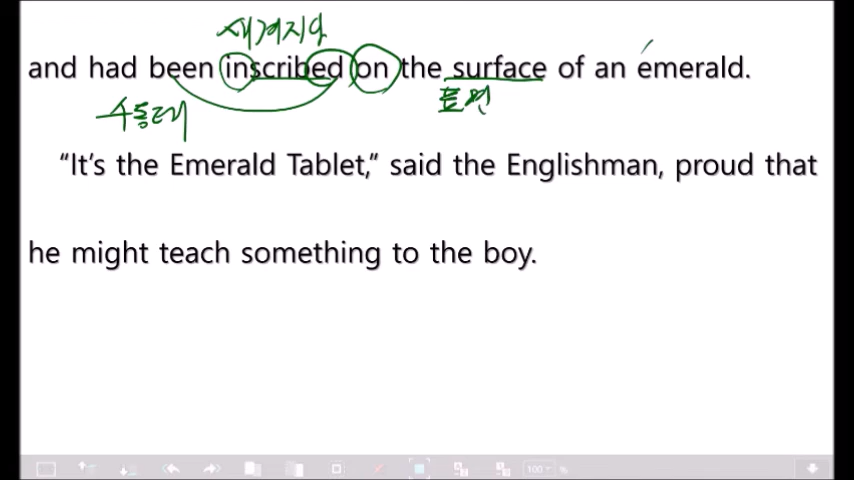 새겨지다
and had been inscribed on the surface of an emerald.
수동태 표면
“It’s the Emerald Tablet,” said the Englishman, proud that
he might teach something to the boy.
100 %